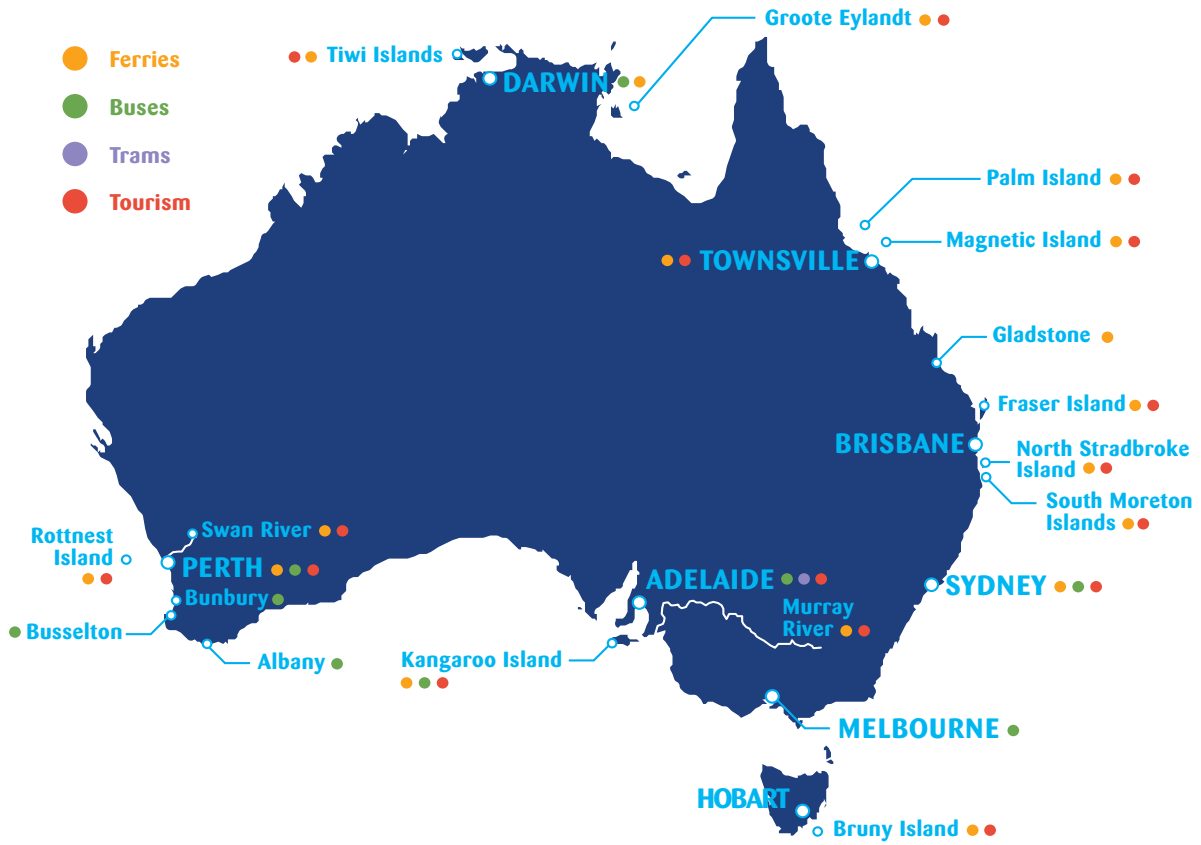 Groote Eylandt
Ferries
Tiwi Islands
DARWIN
Buses
Trams
Palm Island
Tourism
Magnetic Island
TOWNSVILLE
Gladstone
Fraser Island
BRISBANE
North Stradbroke
Island
South Moreton
Islands
Swan River
Rottnest
Island
PERTH
ADELAIDE
SYDNEY
Bunbury
Murray
River
Busselton
Albany
Kangaroo Island
MELBOURNE
HOBART
Bruny Island